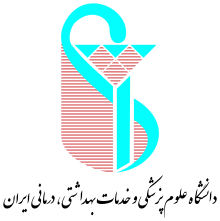 دانشگاه علوم پزشکی و خدمات بهداشتی، درمانی ایران